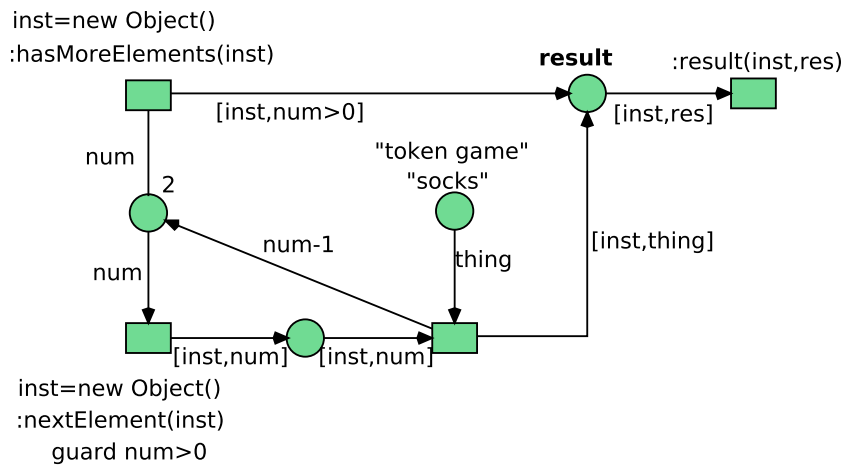 inst=new Object()
:hasMoreElements(inst)
result
:result(inst,res)
[inst,num>0]
[inst,res]
num
"token game"
"socks"
2
num-1
[inst,thing]
thing
num
[inst,num]
[inst,num]
inst=new Object()
:nextElement(inst)
guard num>0